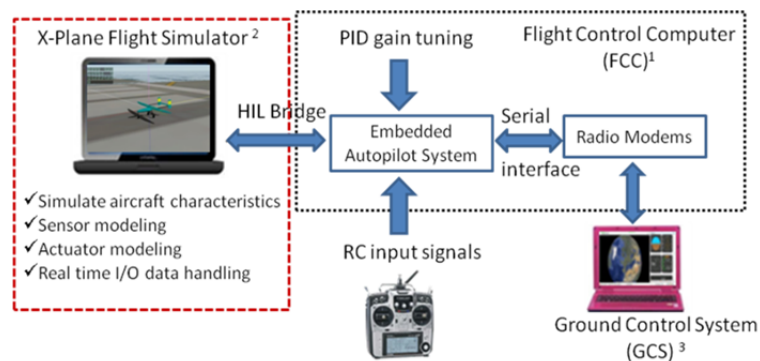 X-Plane Flight Simulator 2
PID gain tuning
Flight Control Computer
(FCC)1
HIL Bridge
Embedded
Autopilot System
Serial
interface
Radio Modems
✓Simulate aircraft characteristics
✓Sensor modeling
✓Actuator modeling
✓Real time I/O data handling
RC input signals
Ground Control System
(GCS) 3